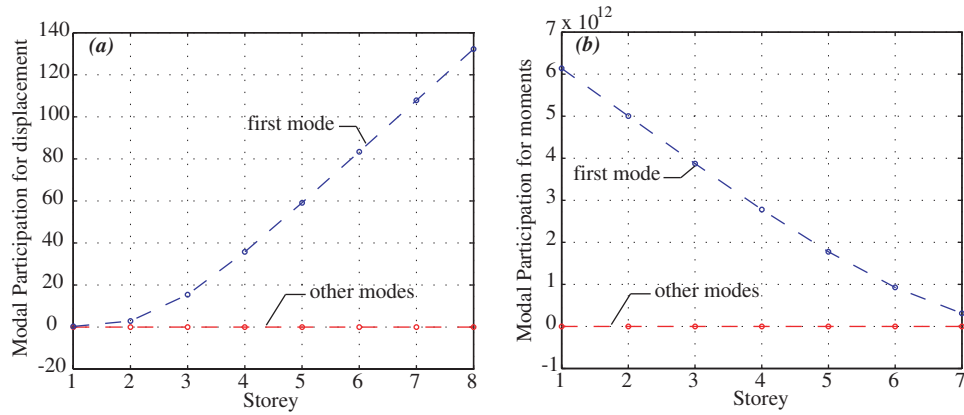 (a)
Modal Participation for displacement
140
120
100
80
60
40
20
0
-20
first mode
other modes
1 2 3 4 5 6 7 8
Storey
(b)
Modal Participation for moments
7 x 10^12
6
5
4
3
2
1
0
-1
first mode
other modes
1 2 3 4 5 6 7
Storey